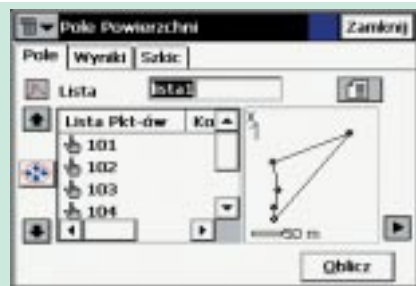 Pole Powierzchni
Zamknij
Pole Wyniki Szkic
Lista lista1
Lista Pkt-ów Ko
101
102
103
104
50 m
Oblicz